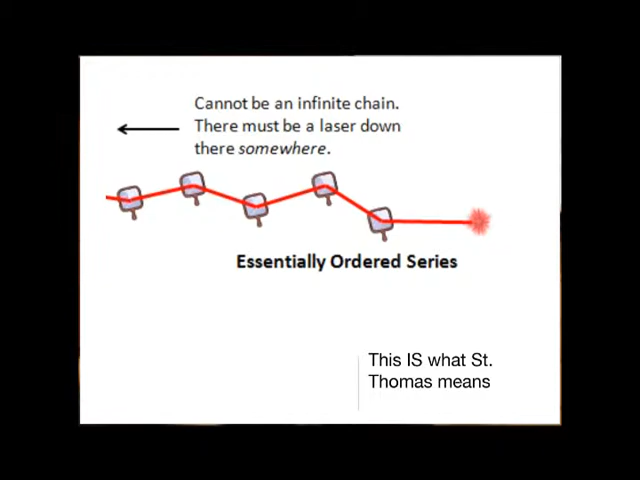 Cannot be an infinite chain.
There must be a laser down
there somewhere.
Essentially Ordered Series
This IS what St.
Thomas means